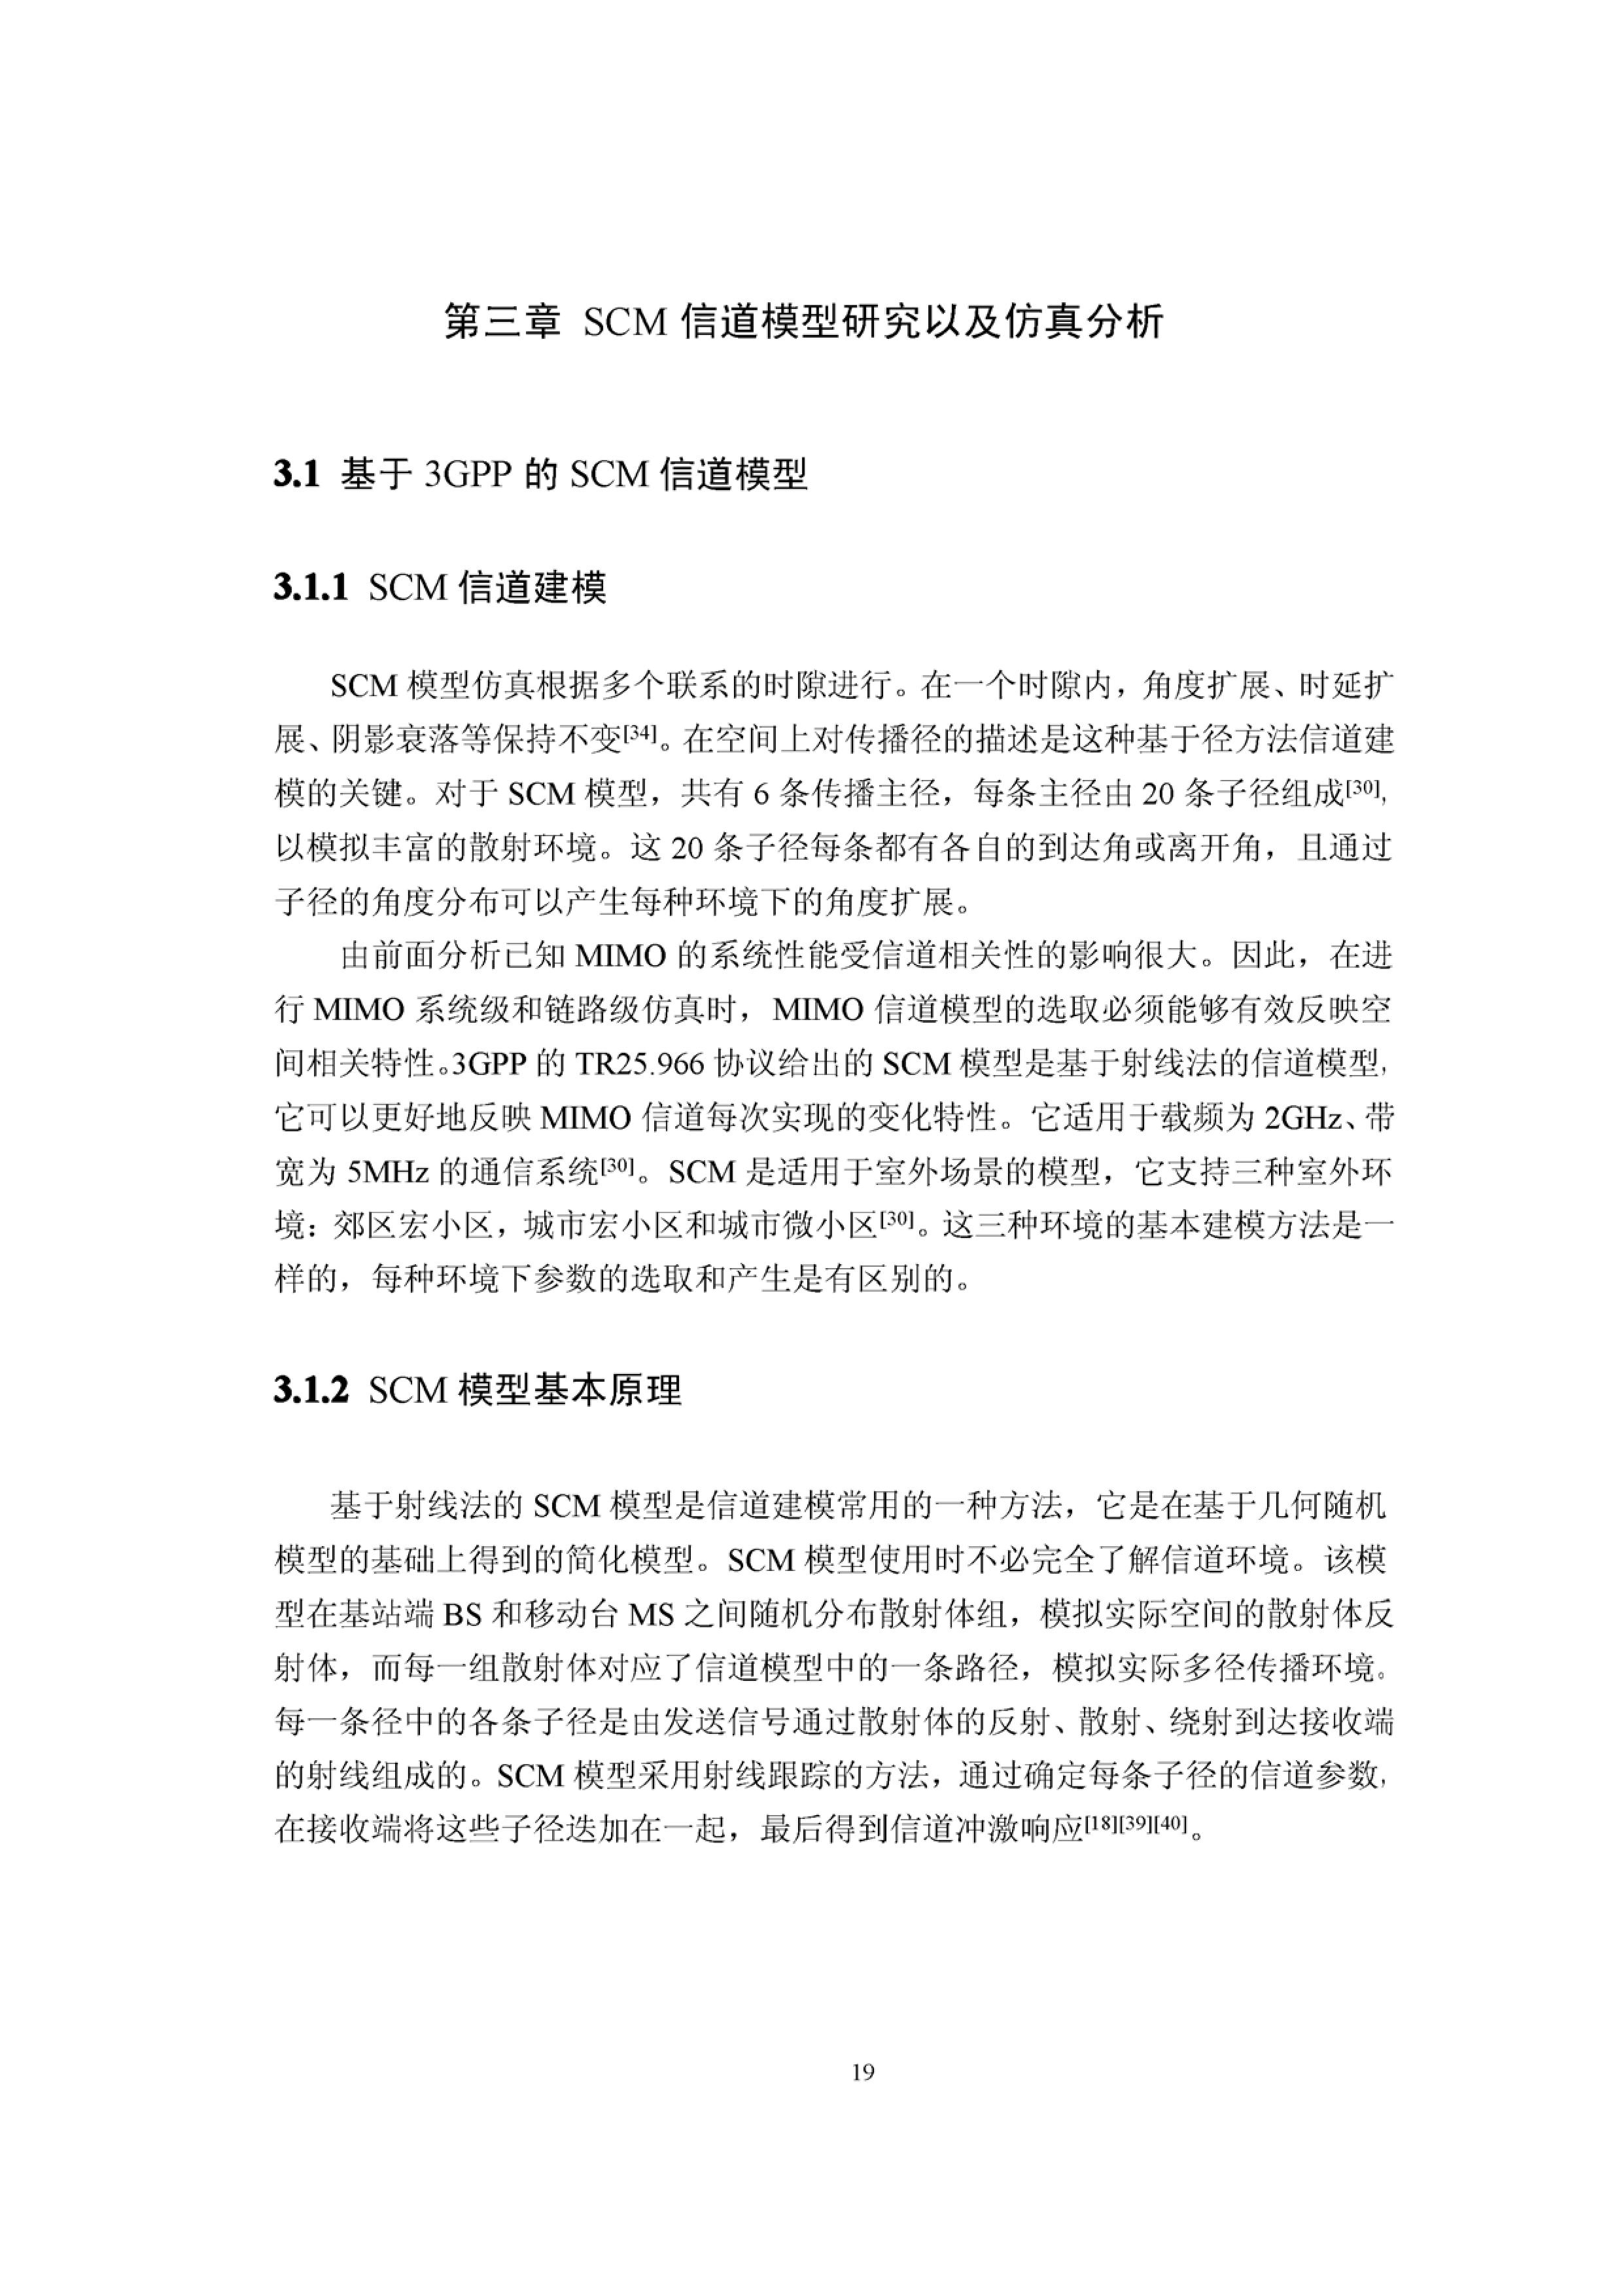 第三章 SCM 信道模型研究以及仿真分析
3.1 基于 3GPP 的 SCM 信道模型
3.1.1 SCM 信道建模
SCM 模型仿真根据多个联系的时隙进行。在一个时隙内，角度扩展、时延扩
展、阴影衰落等保持不变[34]。在空间上对传播径的描述是这种基于径方法信道建
模的关键。对于 SCM 模型，共有 6 条传播主径，每条主径由 20 条子径组成[30],
以模拟丰富的散射环境。这 20 条子径每条都有各自的到达角或离开角，且通过
子径的角度分布可以产生每种环境下的角度扩展。
由前面分析已知 MIMO 的系统性能受信道相关性的影响很大。因此，在进
行 MIMO 系统级和链路级仿真时，MIMO 信道模型的选取必须能够有效反映空
间相关特性。3GPP 的 TR25.966 协议给出的 SCM 模型是基于射线法的信道模型,
它可以更好地反映 MIMO 信道每次实现的变化特性。它适用于载频为 2GHz、带
宽为 5MHz 的通信系统[30]。SCM 是适用于室外场景的模型，它支持三种室外环
境：郊区宏小区，城市宏小区和城市微小区[30]。这三种环境的基本建模方法是一
样的，每种环境下参数的选取和产生是有区别的。
3.1.2 SCM 模型基本原理
基于射线法的 SCM 模型是信道建模常用的一种方法，它是在基于几何随机
模型的基础上得到的简化模型。SCM 模型使用时不必完全了解信道环境。该模
型在基站端 BS 和移动台 MS 之间随机分布散射体组，模拟实际空间的散射体反
射体，而每一组散射体对应了信道模型中的一条路径，模拟实际多径传播环境。
每一条径中的各条子径是由发送信号通过散射体的反射、散射、绕射到达接收端
的射线组成的。SCM 模型采用射线跟踪的方法，通过确定每条子径的信道参数,
在接收端将这些子径迭加在一起，最后得到信道冲激响应[18][39][40]。
19